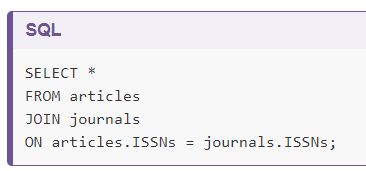 SQL
SELECT *
FROM articles
JOIN journals
ON articles.ISSNs = journals.ISSNs;